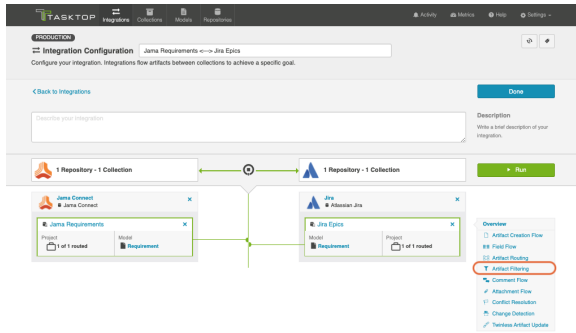 TASKTOP
Integrations Collections Models Repositories
Activity Metrics Help Settings
PRODUCTION
Integration Configuration Jama Requirements <—> Jira Epics
Configure your integration. Integrations flow artifacts between collections to achieve a specific goal.
Back to Integrations
Done
Describe your integration
Description
Write a brief description of your
integration.
1 Repository - 1 Collection
1 Repository - 1 Collection
Run
Jama Connect
Jama Connect
Jira
Atlassian Jira
Jama Requirements
Project Model
1 of 1 routed Requirement
Jira Epics
Model Project
Requirement 1 of 1 routed
Overview
Artifact Creation Flow
Field Flow
Artifact Routing
Artifact Filtering
Comment Flow
Attachment Flow
Conflict Resolution
Change Detection
Twinless Artifact Update